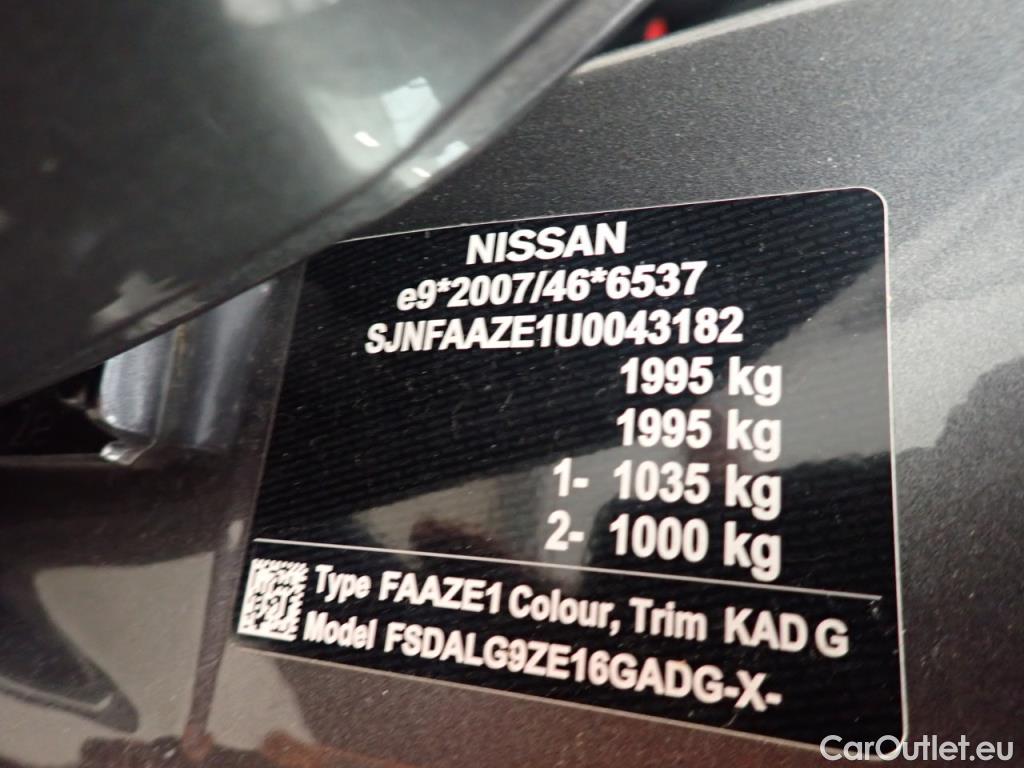 NISSAN
e9*2007/46*6537
SJNFAAZE1U0043182
1995 kg
1995 kg
1- 1035 kg
2- 1000 kg
Type FAAZE1 Colour, Trim KAD G
Model FSDALG9ZE16GADG-X-
CarOutlet.eu